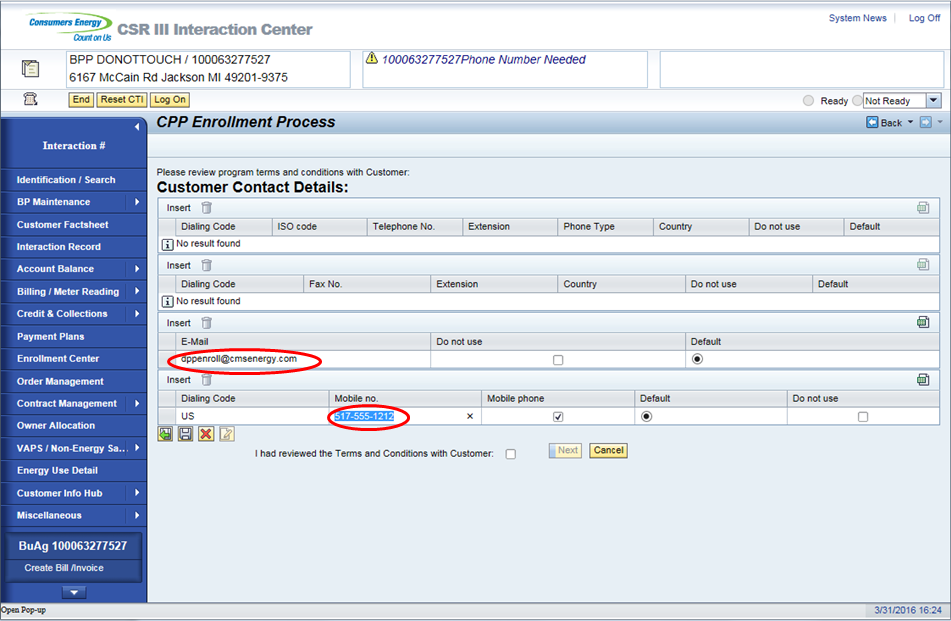 Consumers Energy
Count on Us
CSR III Interaction Center
System News
Log Off
BPP DONOTTOUCH / 100063277527
6167 McCain Rd Jackson MI 49201-9375
100063277527Phone Number Needed
End Reset CTI Log On
Ready Not Ready
CPP Enrollment Process
Back
Interaction #
Identification / Search
BP Maintenance
Customer Factsheet
Interaction Record
Account Balance
Billing / Meter Reading
Credit & Collections
Payment Plans
Enrollment Center
Order Management
Contract Management
Owner Allocation
VAPS / Non-Energy Sa...
Energy Use Detail
Customer Info Hub
Miscellaneous
BuAg 100063277527
Create Bill /Invoice
Please review program terms and conditions with Customer:
Customer Contact Details:
Insert
Dialing Code ISO code Telephone No. Extension Phone Type Country Do not use Default
No result found
Insert
Dialing Code Fax No. Extension Country Do not use Default
No result found
Insert
E-Mail Do not use Default
dppenroll@cmsenergy.com
Insert
Dialing Code Mobile no. Mobile phone Default Do not use
US 517-555-1212
I had reviewed the Terms and Conditions with Customer: Next Cancel
Open Pop-up
3/31/2016 16:24